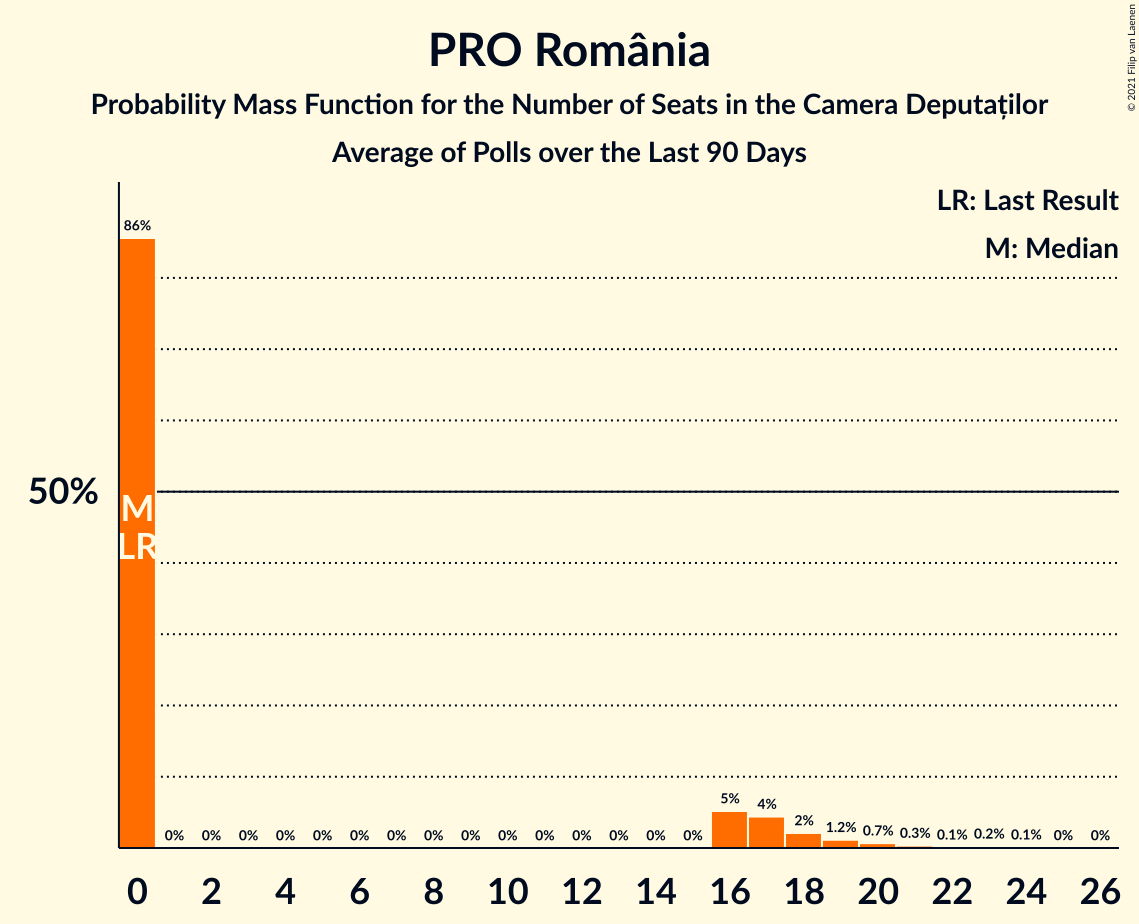 PRO România
Probability Mass Function for the Number of Seats in the Camera Deputaților
Average of Polls over the Last 90 Days
© 2021 Filip van Laenen
LR: Last Result
M: Median
86%
50%
M
LR
0% 0% 0% 0% 0% 0% 0% 0% 0% 0% 0% 0% 0% 0% 0% 5% 4% 2% 1.2% 0.7% 0.3% 0.1% 0.2% 0.1% 0% 0%
0 2 4 6 8 10 12 14 16 18 20 22 24 26